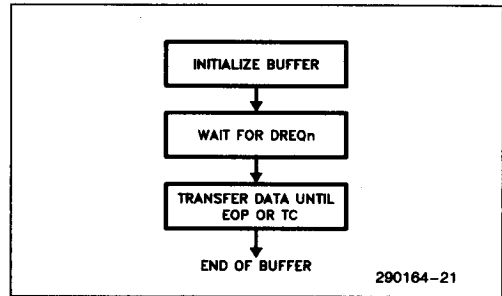 INITIALIZE BUFFER
WAIT FOR DREQn
TRANSFER DATA UNTIL
EOP OR TC
END OF BUFFER
290164-21